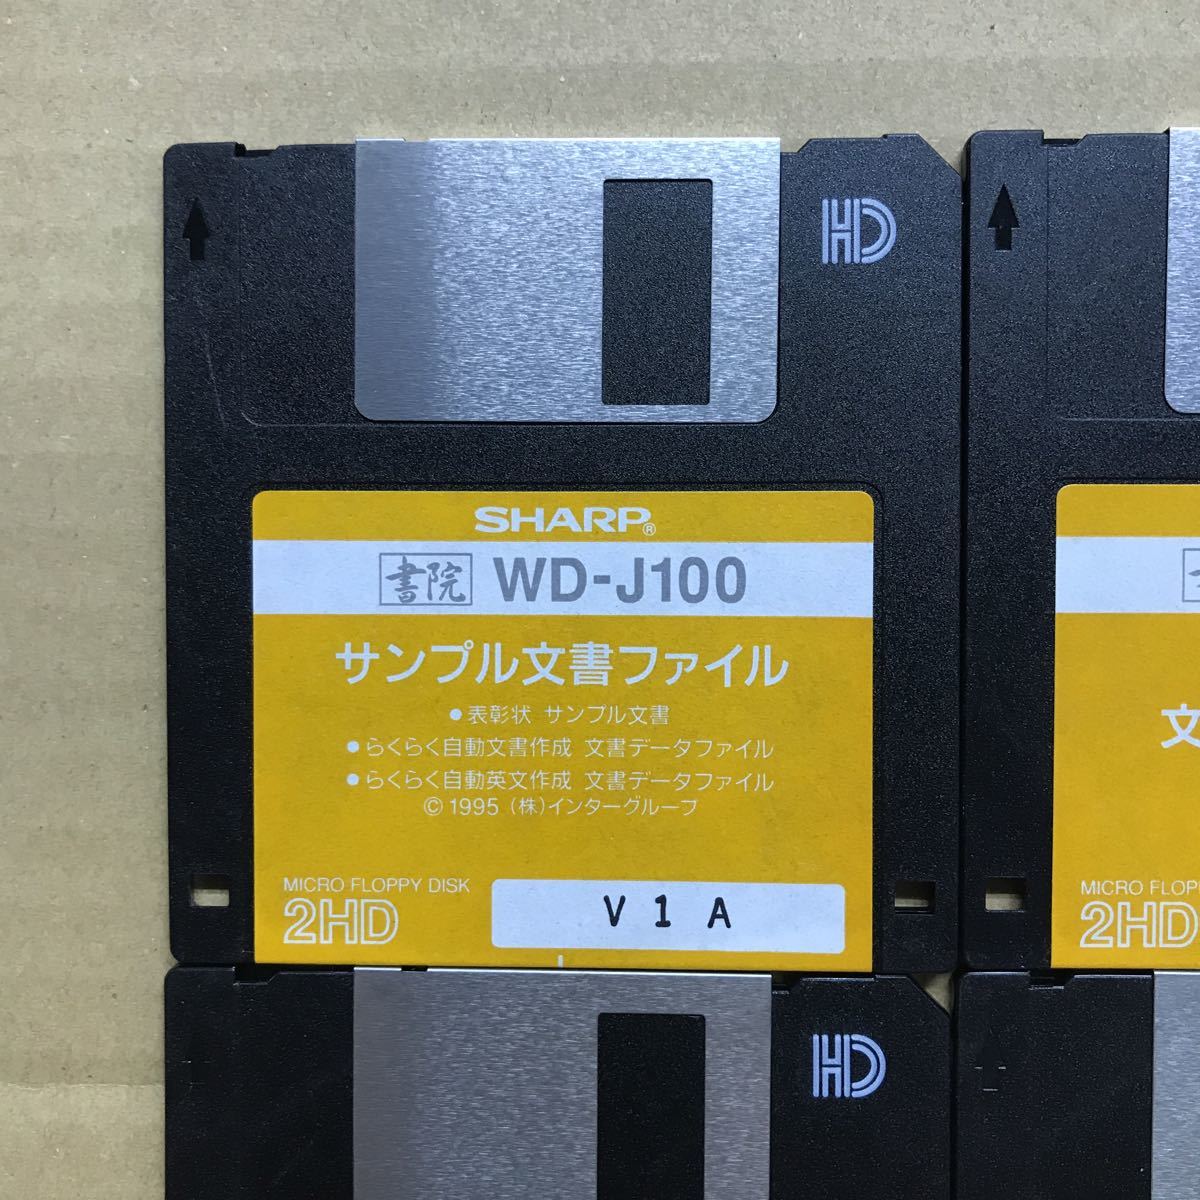 HD
SHARP®
書院 WD-J100
サンプル文書ファイル
●表彰状 サンプル文書
●らくらく自動文書作成 文書データファイル
●らくらく自動英文作成 文書データファイル
© 1995 (株)インターグループ
MICRO FLOPPY DISK
2HD
V 1 A
文
MICRO FLOP
2HD
HD